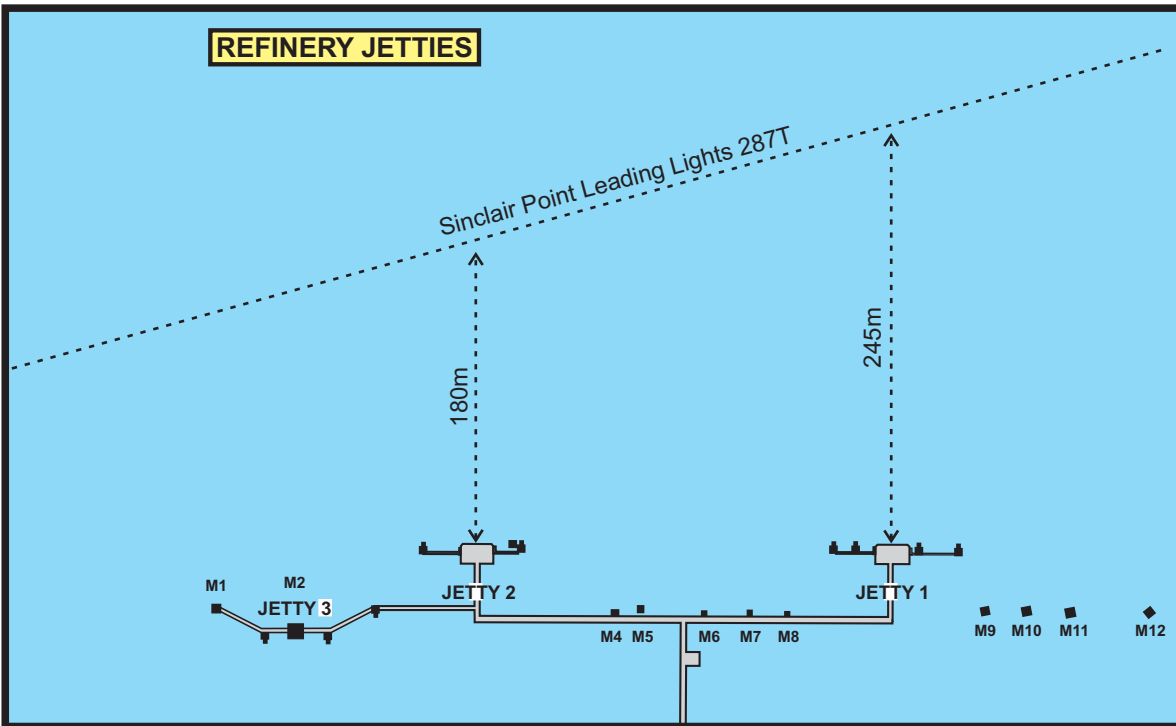 REFINERY JETTIES
Sinclair Point Leading Lights 287T
180m
245m
M1
M2
JETTY 3
JETTY 2
JETTY 1
M4
M5
M6
M7
M8
M9
M10
M11
M12